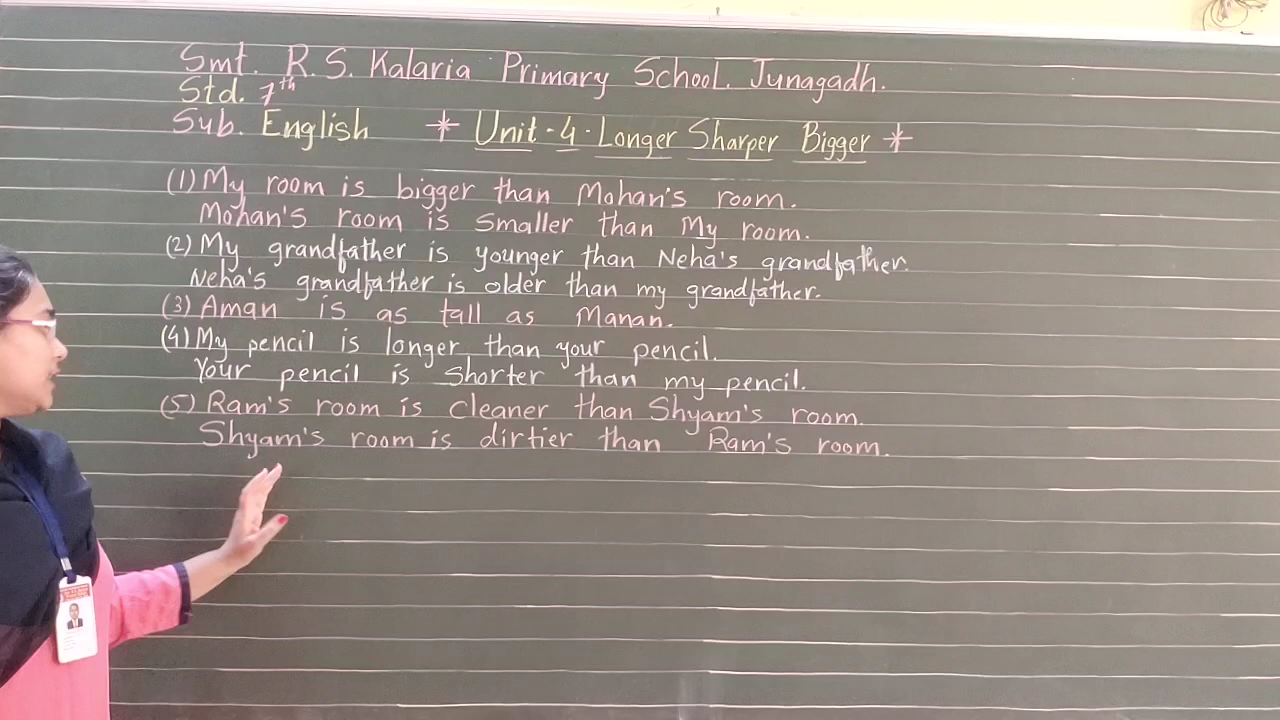 Smt. R. S. Kalaria Primary School. Junagadh.
Std. 7th
Sub. English * Unit-4. Longer Sharper Bigger *
(1) My room is bigger than Mohan's room.
Mohan's room is smaller than My room.
(2) My grandfather is younger than Neha's grandfather.
Neha's grandfather is older than my grandfather.
(3) Aman is as tall as Manan.
(4) My pencil is longer than your pencil.
Your pencil is shorter than my pencil.
(5) Ram's room is cleaner than Shyam's room.
Shyam's room is dirtier than Ram's room.